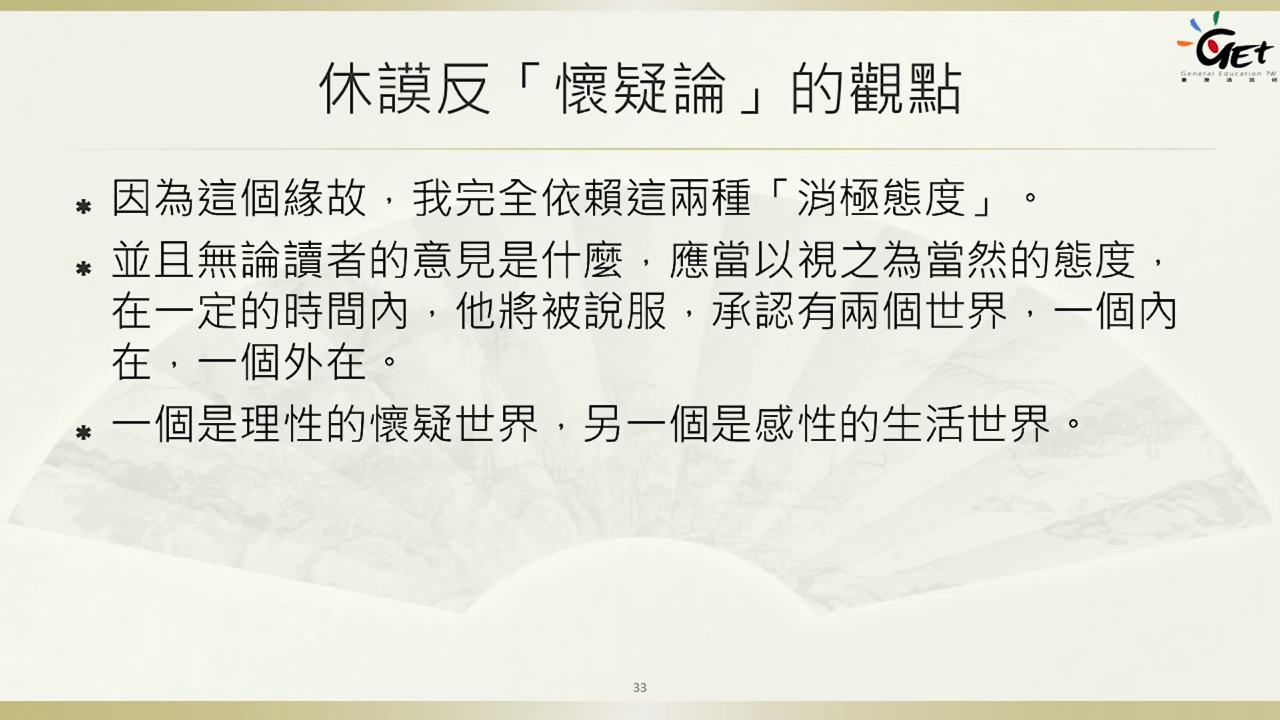 GET
General Education TW
休謨反「懷疑論」的觀點
* 因為這個緣故，我完全依賴這兩種「消極態度」。
* 並且無論讀者的意見是什麼，應當以視之為當然的態度，
在一定的時間內，他將被說服，承認有兩個世界，一個內
在，一個外在。
* 一個是理性的懷疑世界，另一個是感性的生活世界。
33